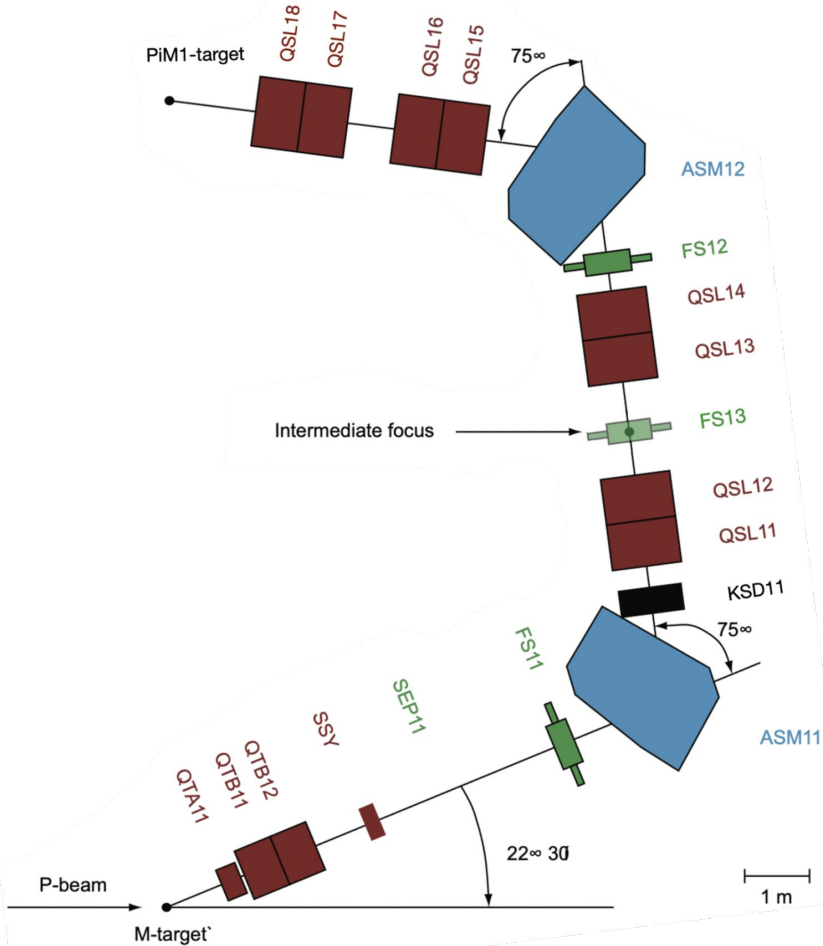 QSL18
QSL17
QSL16
QSL15
PiM1-target
75∞
ASM12
FS12
QSL14
QSL13
FS13
Intermediate focus
QSL12
QSL11
KSD11
75∞
FS11
SEP11
SSY
QTB12
QTB11
QTA11
ASM11
22∞ 30
P-beam
1 m
M-target`